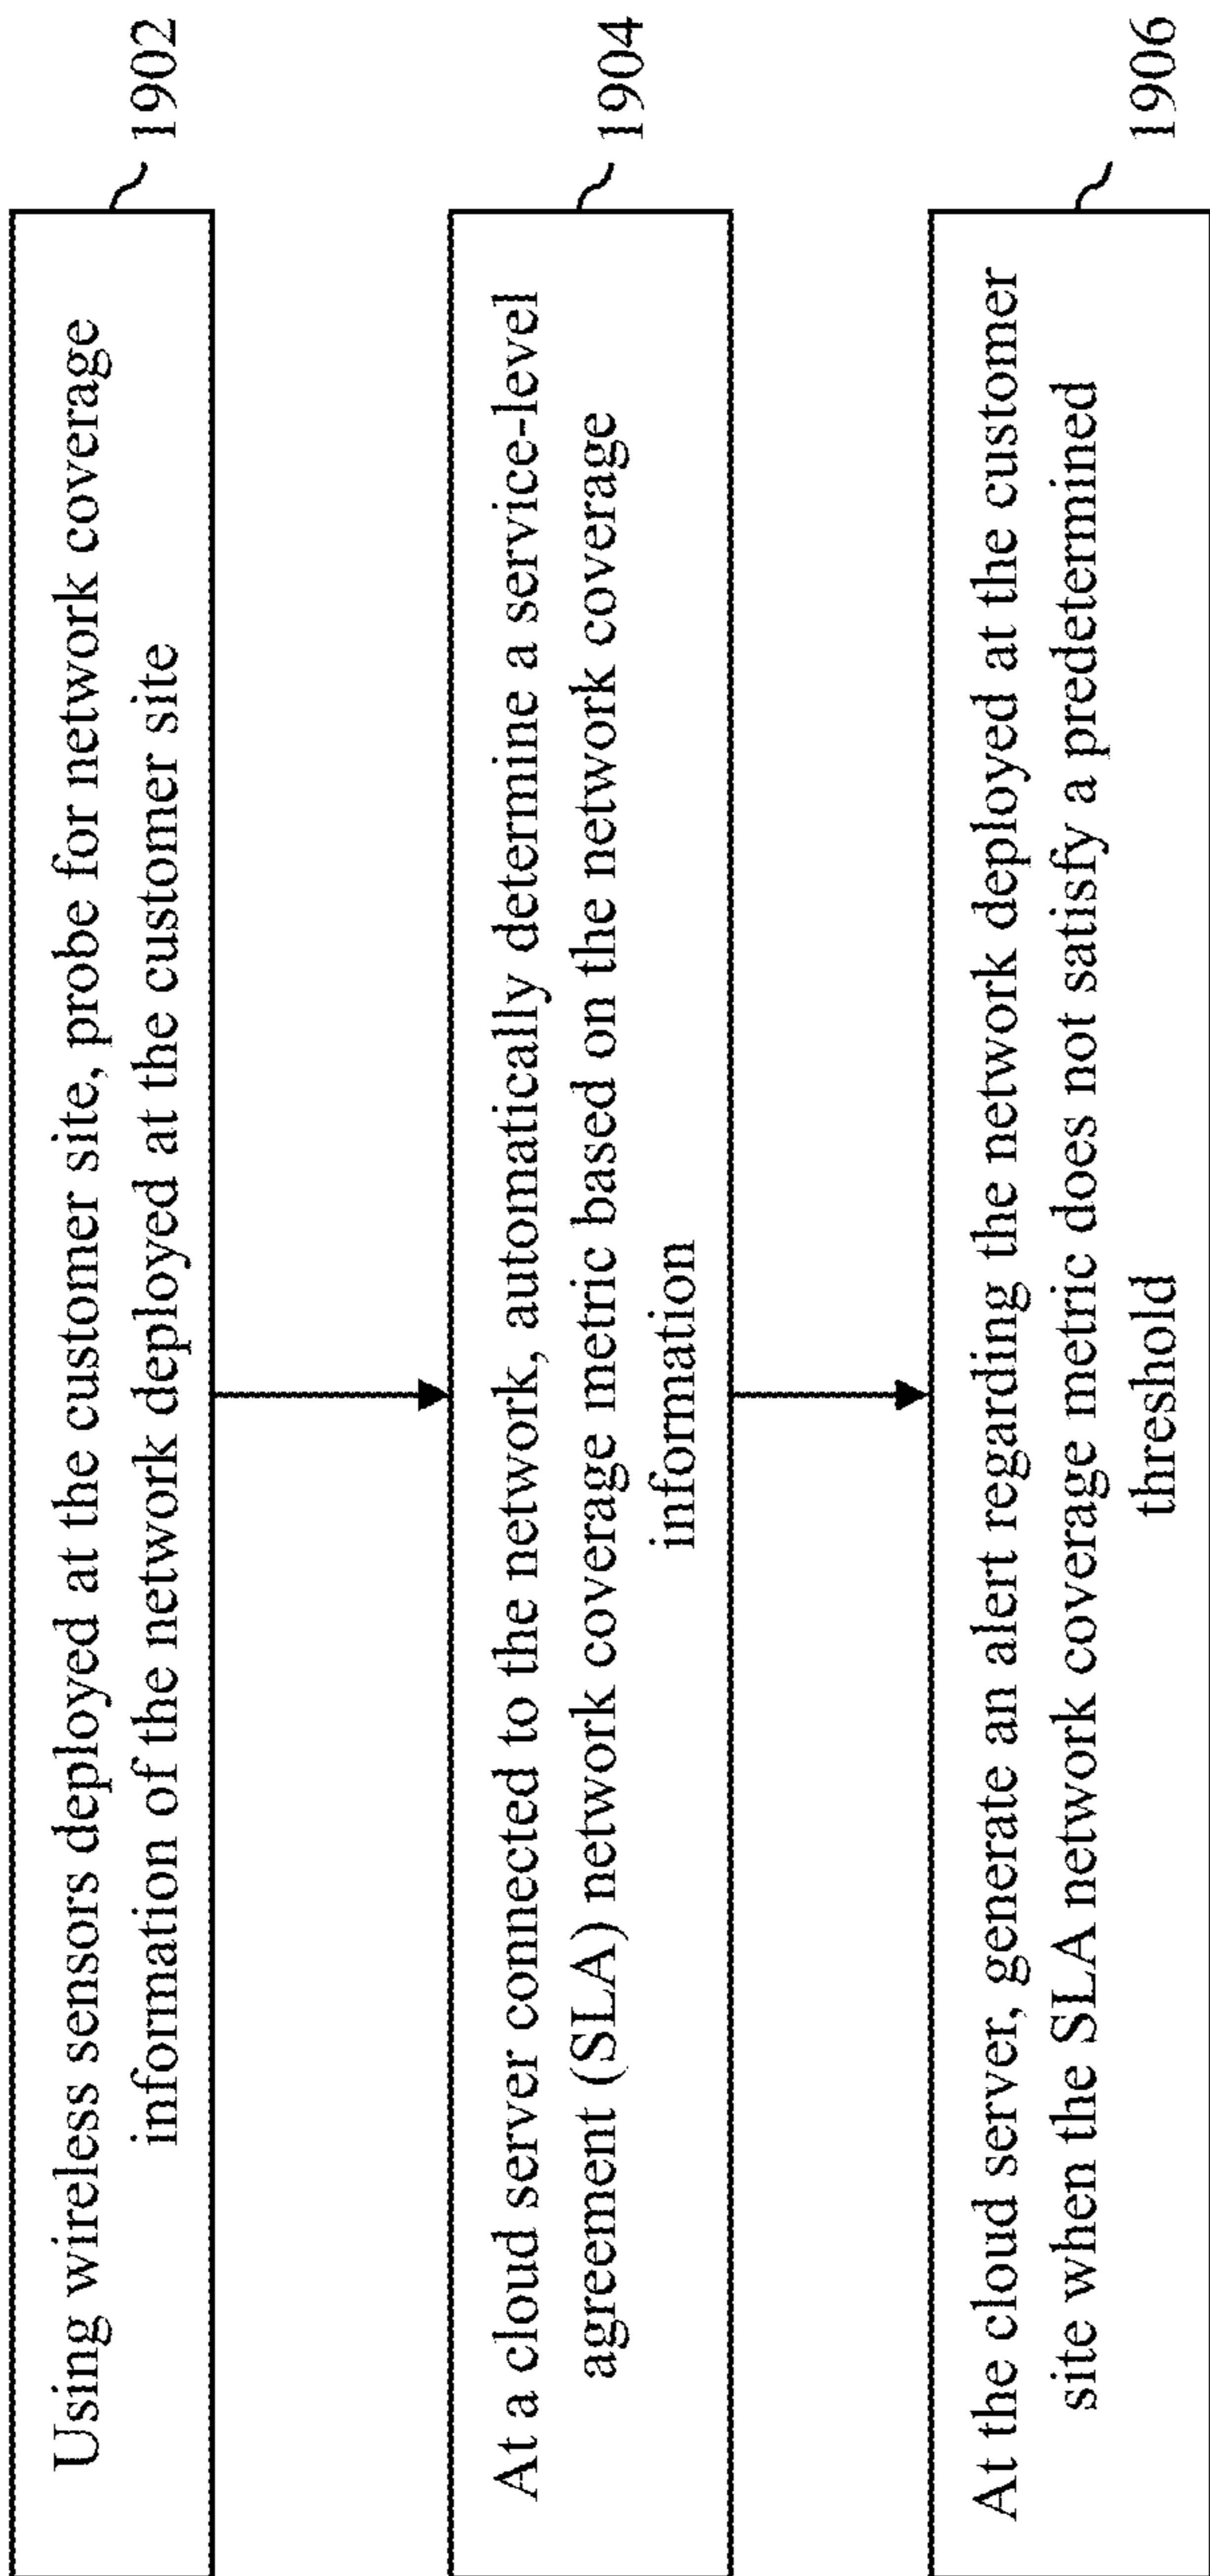 Using wireless sensors deployed at the customer site, probe for network coverage
information of the network deployed at the customer site
1902
At a cloud server connected to the network, automatically determine a service-level
agreement (SLA) network coverage metric based on the network coverage
information
1904
At the cloud server, generate an alert regarding the network deployed at the customer
site when the SLA network coverage metric does not satisfy a predetermined
threshold
1906